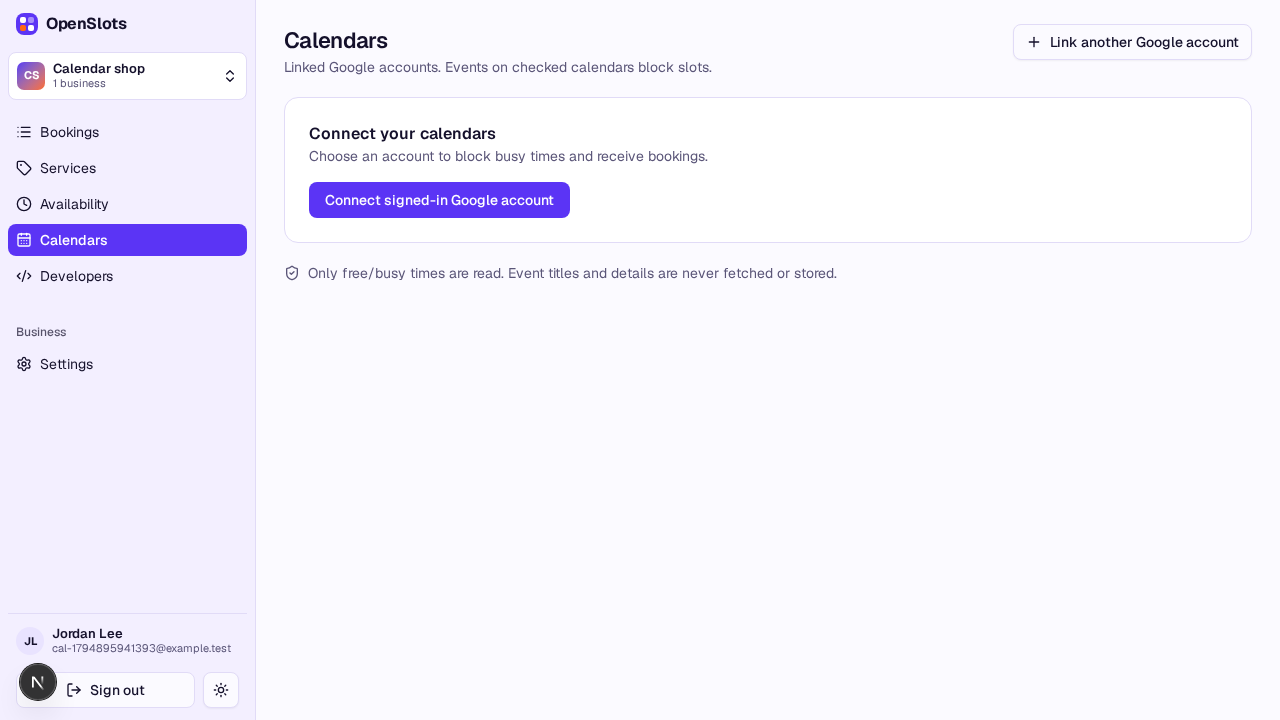 OpenSlots
CS
Calendar shop
1 business
Bookings
Services
Availability
Calendars
Developers
Business
Settings
JL
Jordan Lee
cal-1794895941393@example.test
N
Sign out
Calendars
Linked Google accounts. Events on checked calendars block slots.
Link another Google account
Connect your calendars
Choose an account to block busy times and receive bookings.
Connect signed-in Google account
Only free/busy times are read. Event titles and details are never fetched or stored.